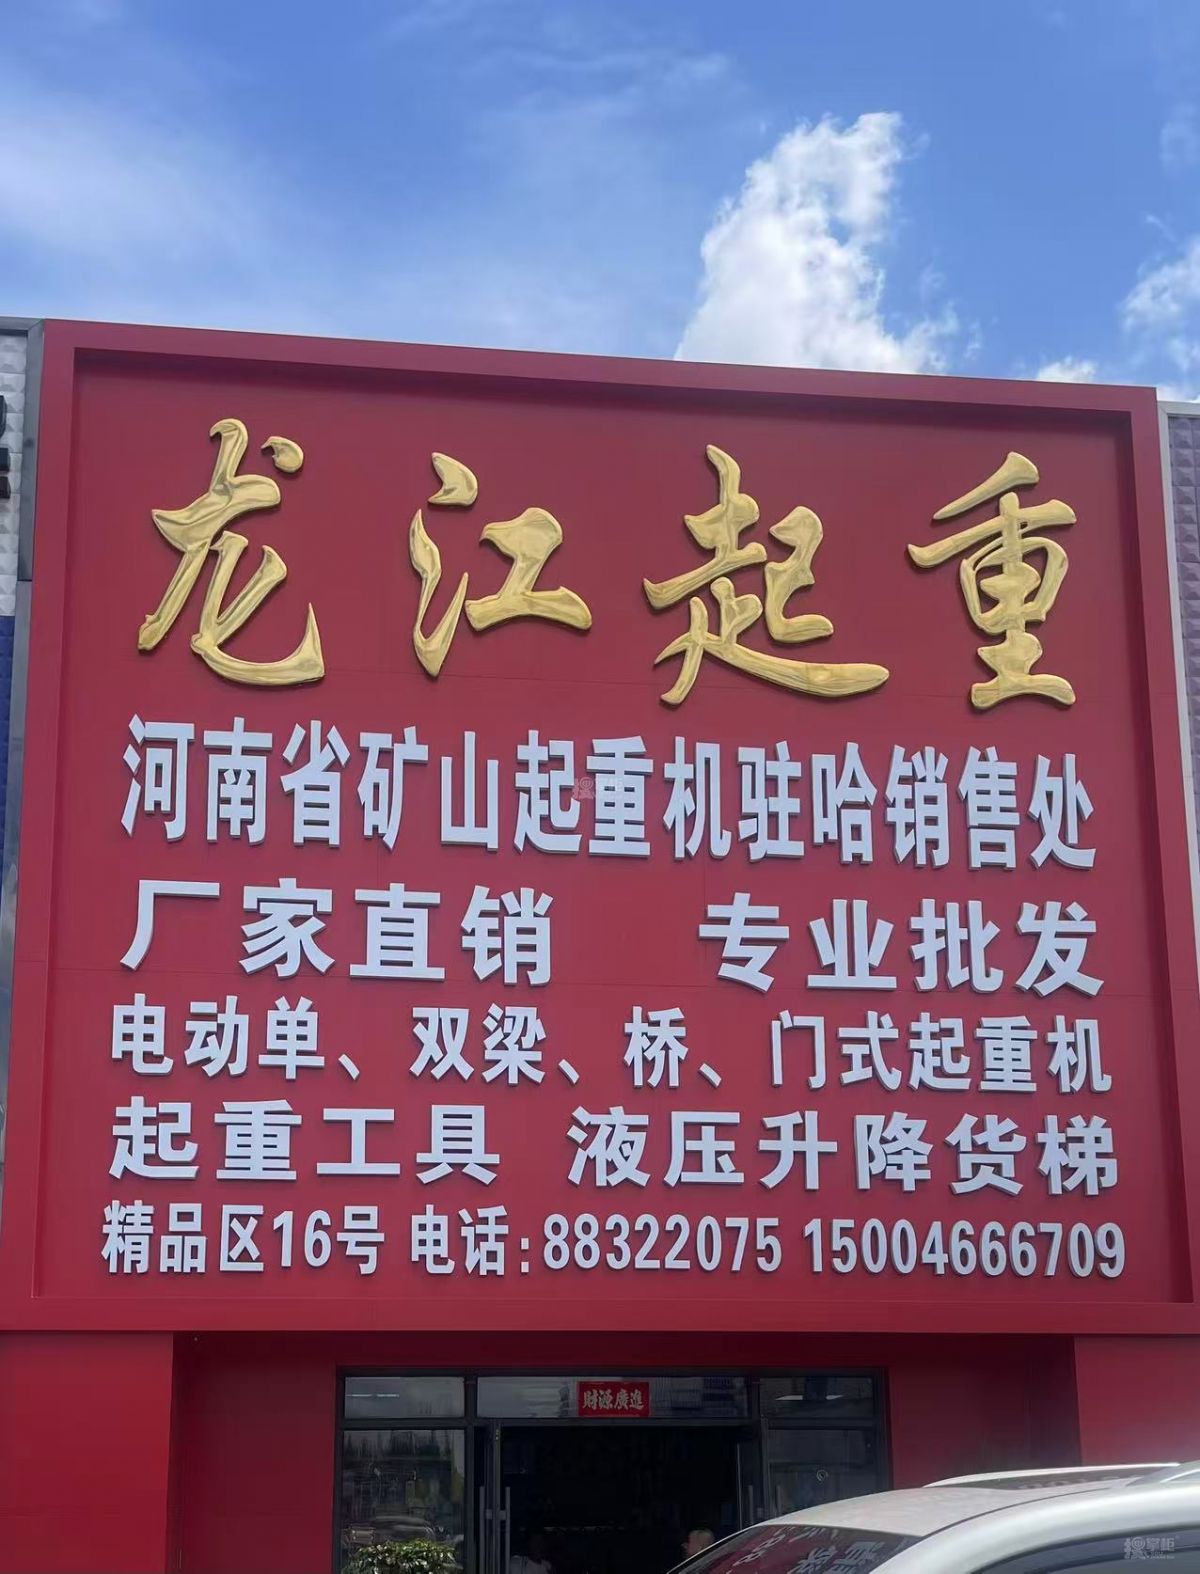 龙江起重
河南省矿山起重机驻哈销售处
厂家直销 专业批发
电动单、双梁、桥、门式起重机
起重工具 液压升降货梯
精品区16号 电话:88322075 15004666709
財源廣進